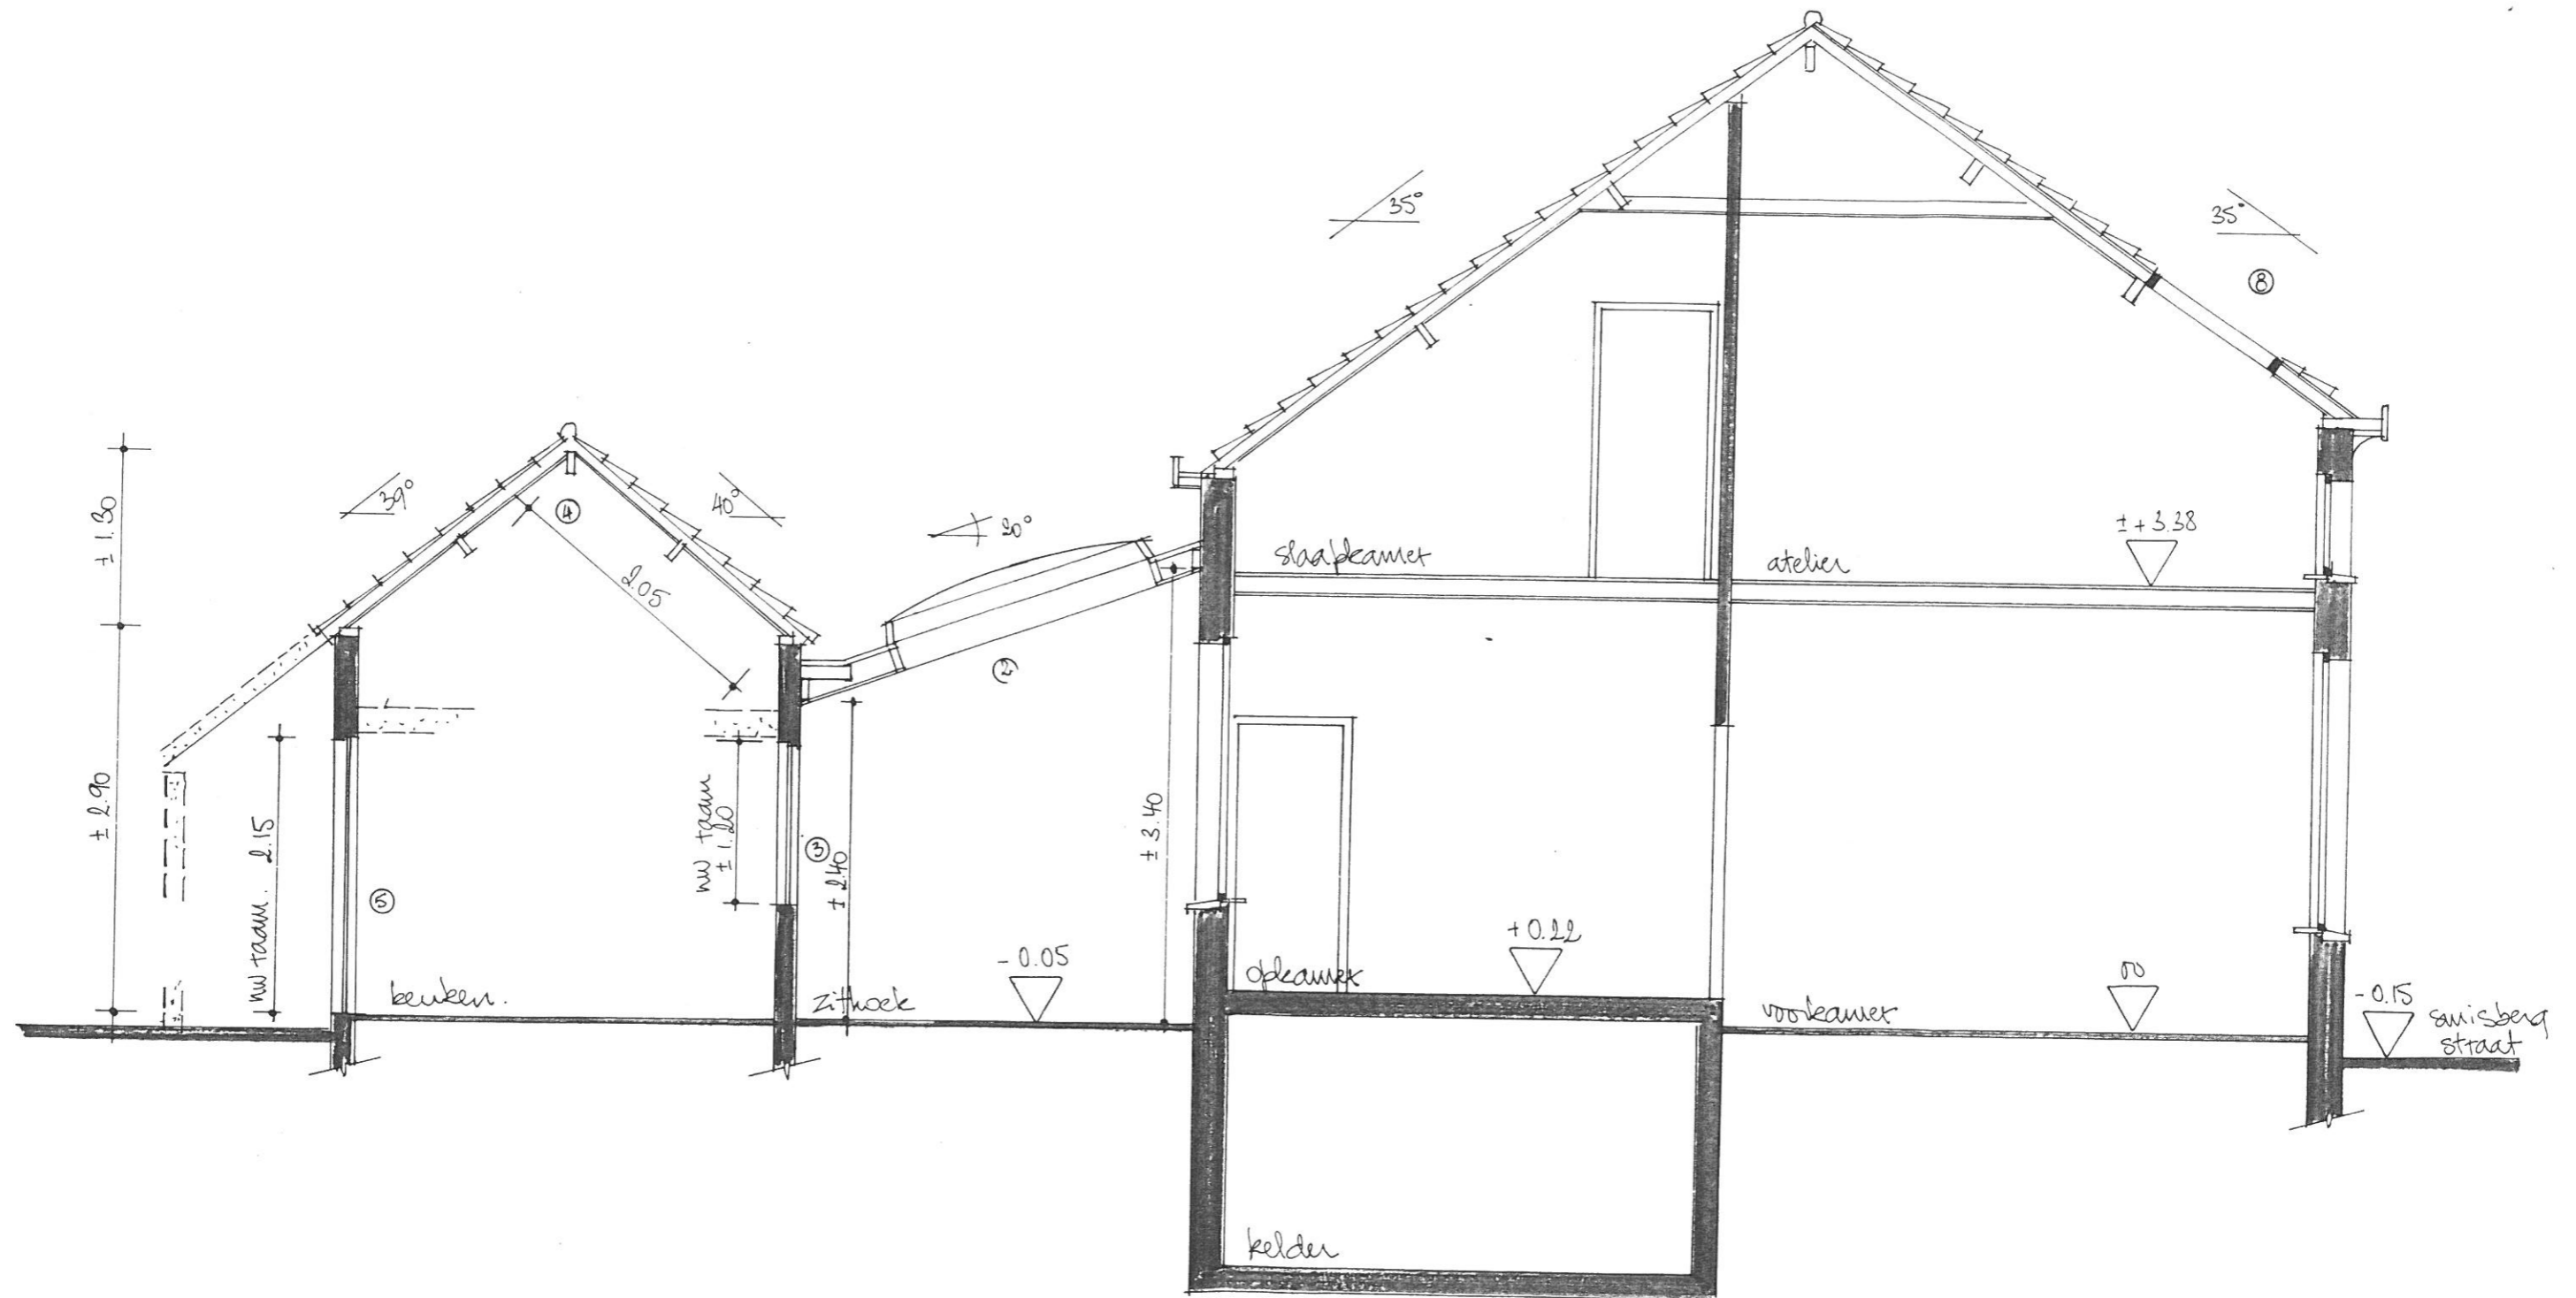 35°
35°
8
± 1.30
39°
4
40°
2.05
20°
slaapkamer
atelier
± + 3.38
2
± 2.90
nw raam 2.15
5
nw raam
± 1.20
3
± 2.40
± 3.40
keuken.
zithoek
- 0.05
opkamer
+ 0.22
voorkamer
00
- 0.15
smisberg
straat
kelder